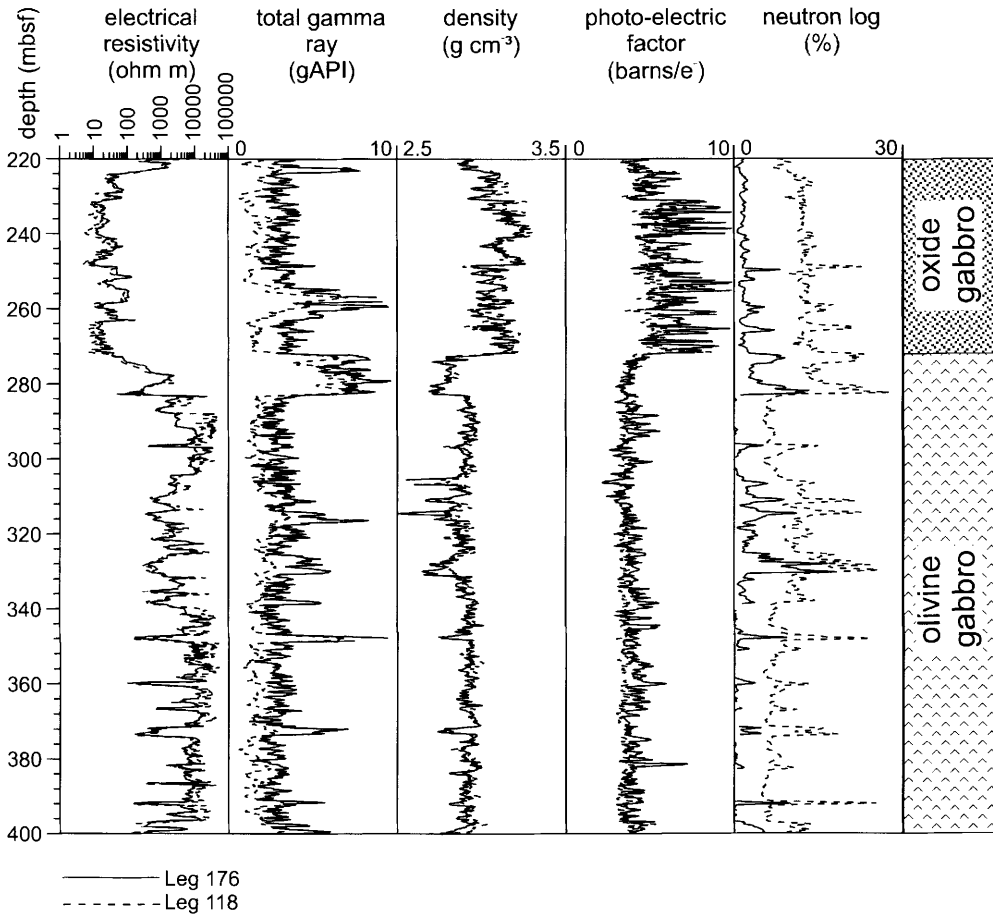 electrical
resistivity
(ohm m)
total gamma
ray
(gAPI)
density
(g cm⁻³)
photo-electric
factor
(barns/e⁻)
neutron log
(%)
depth (mbsf)
1
10
100
1000
10000
100000
0
10
2.5
3.5
0
10
0
30
220
240
260
280
300
320
340
360
380
400
oxide
gabbro
olivine
gabbro
Leg 176
Leg 118